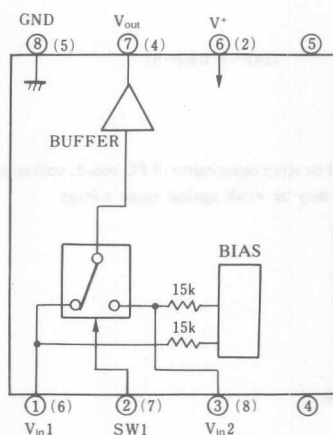 GND Vout V+
8 (5) 7 (4) 6 (2) 5
BUFFER
BIAS
15k
15k
1 (6) 2 (7) 3 (8) 4
Vin1 SW1 Vin2